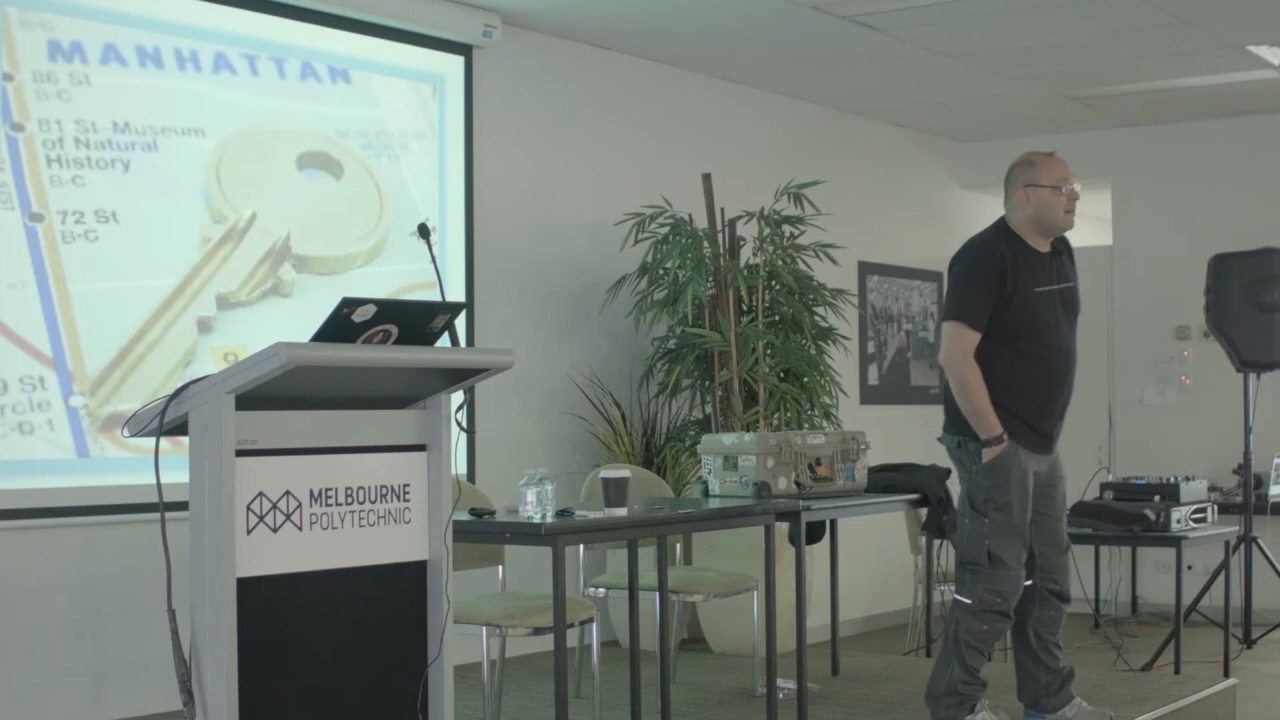 MANHATTAN
86 St
B-C
81 St-Museum
of Natural
History
B-C
72 St
B-C
9 St
rcle
MELBOURNE
POLYTECHNIC